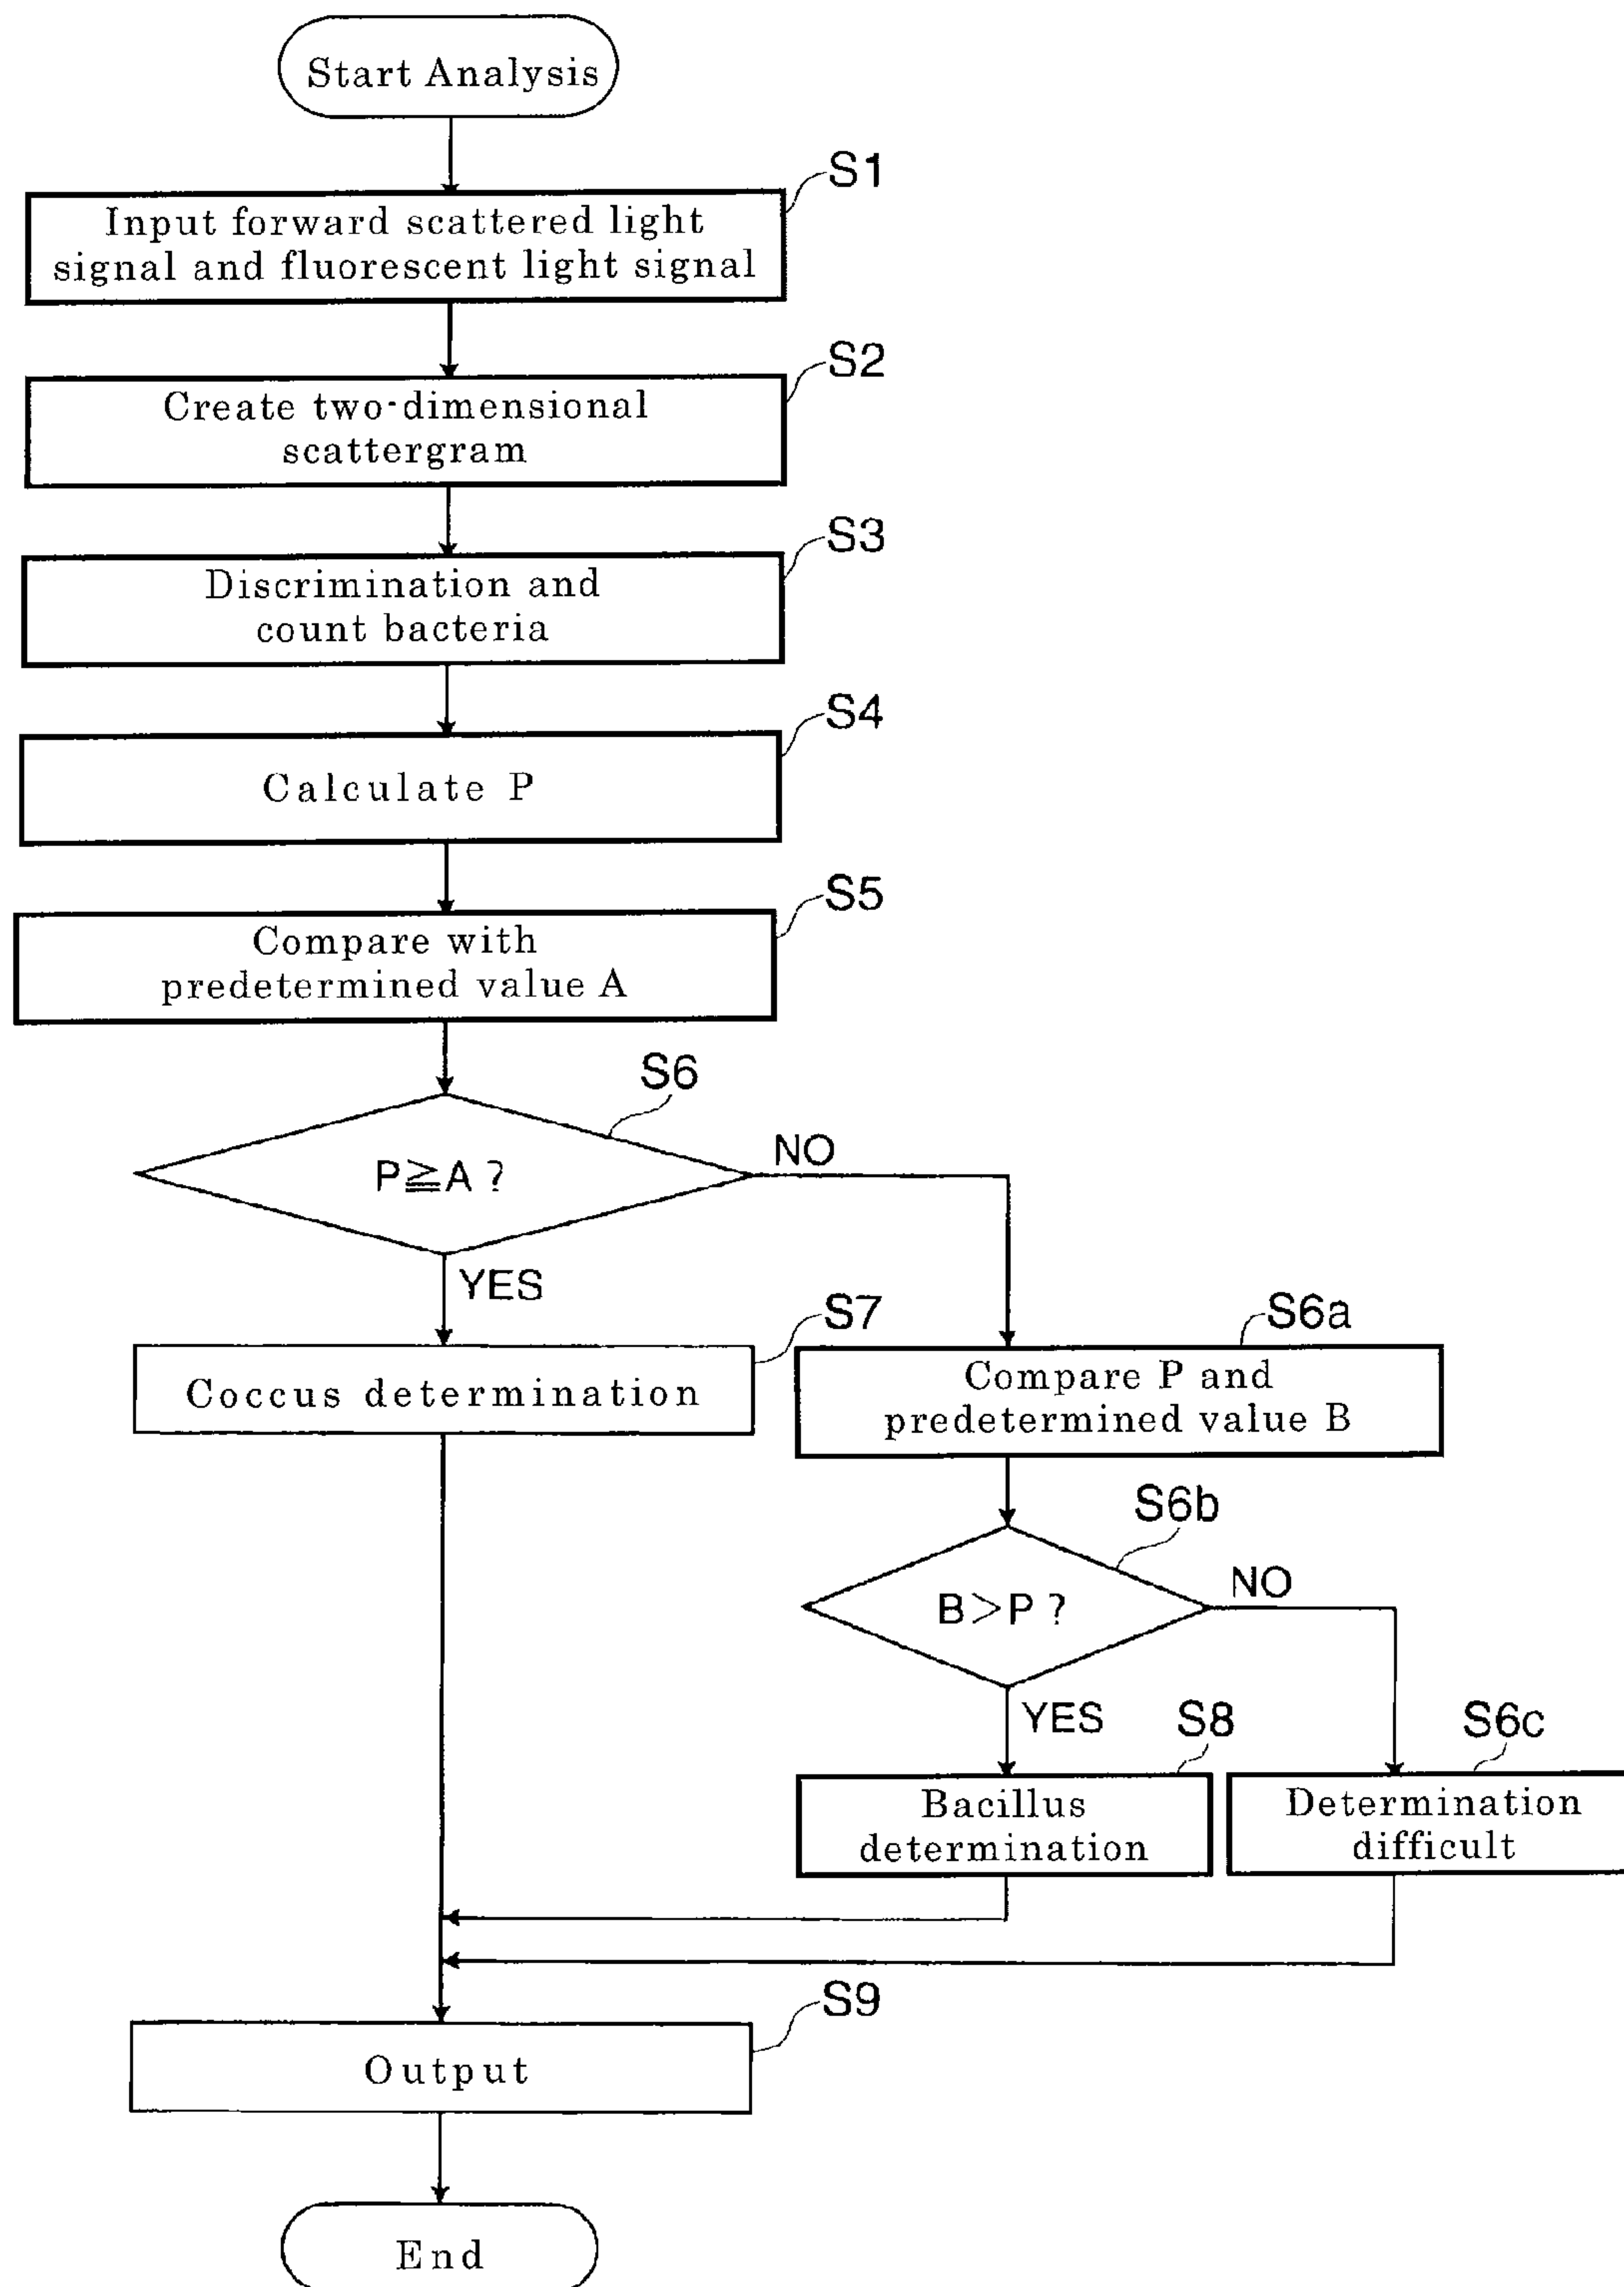 Start Analysis
S1
Input forward scattered light
signal and fluorescent light signal
S2
Create two-dimensional
scattergram
S3
Discrimination and
count bacteria
S4
Calculate P
S5
Compare with
predetermined value A
S6
P≧A ?
NO
YES
S7
Coccus determination
S6a
Compare P and
predetermined value B
S6b
B>P ?
NO
YES
S8
Bacillus
determination
S6c
Determination
difficult
S9
Output
End